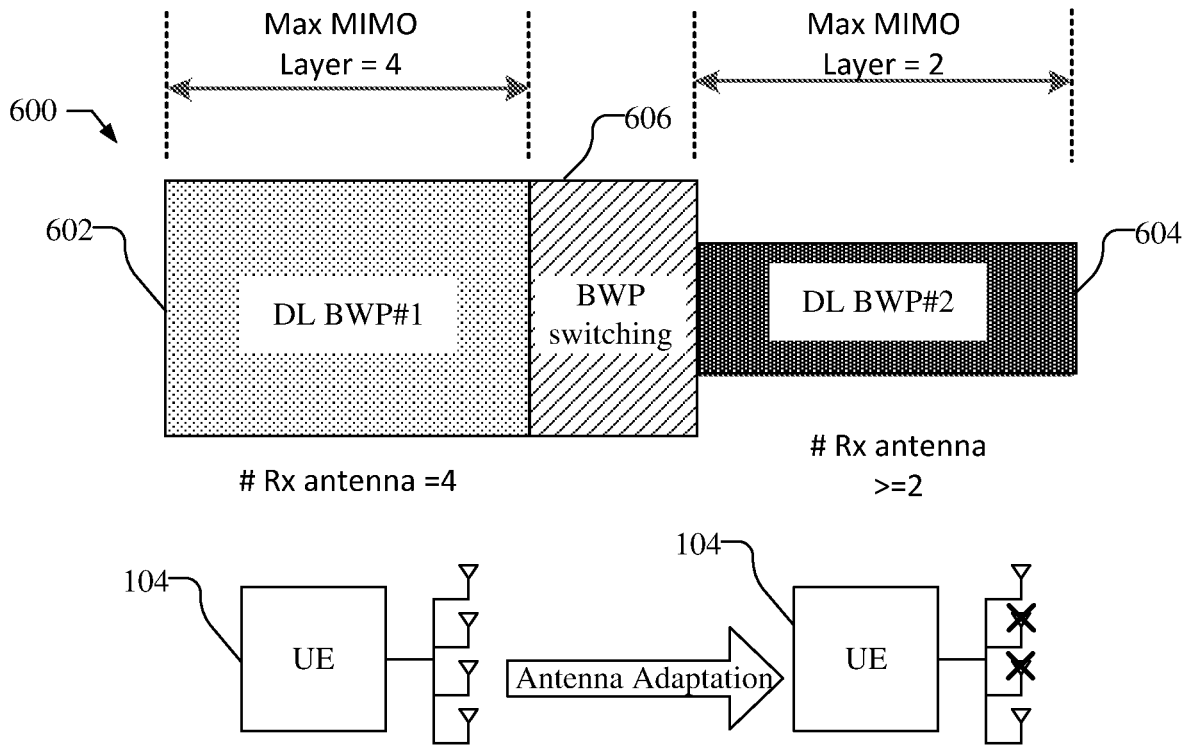 Max MIMO
Layer = 4
Max MIMO
Layer = 2
600
606
602
604
DL BWP#1
BWP
switching
DL BWP#2
# Rx antenna =4
# Rx antenna
>=2
104
104
UE
Antenna Adaptation
UE